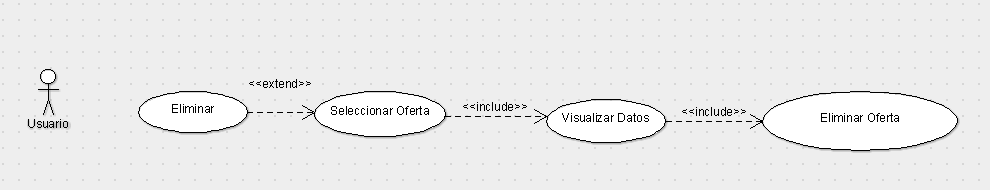 <<extend>>
Eliminar
Seleccionar Oferta
<<include>>
Visualizar Datos
<<include>>
Eliminar Oferta
Usuario